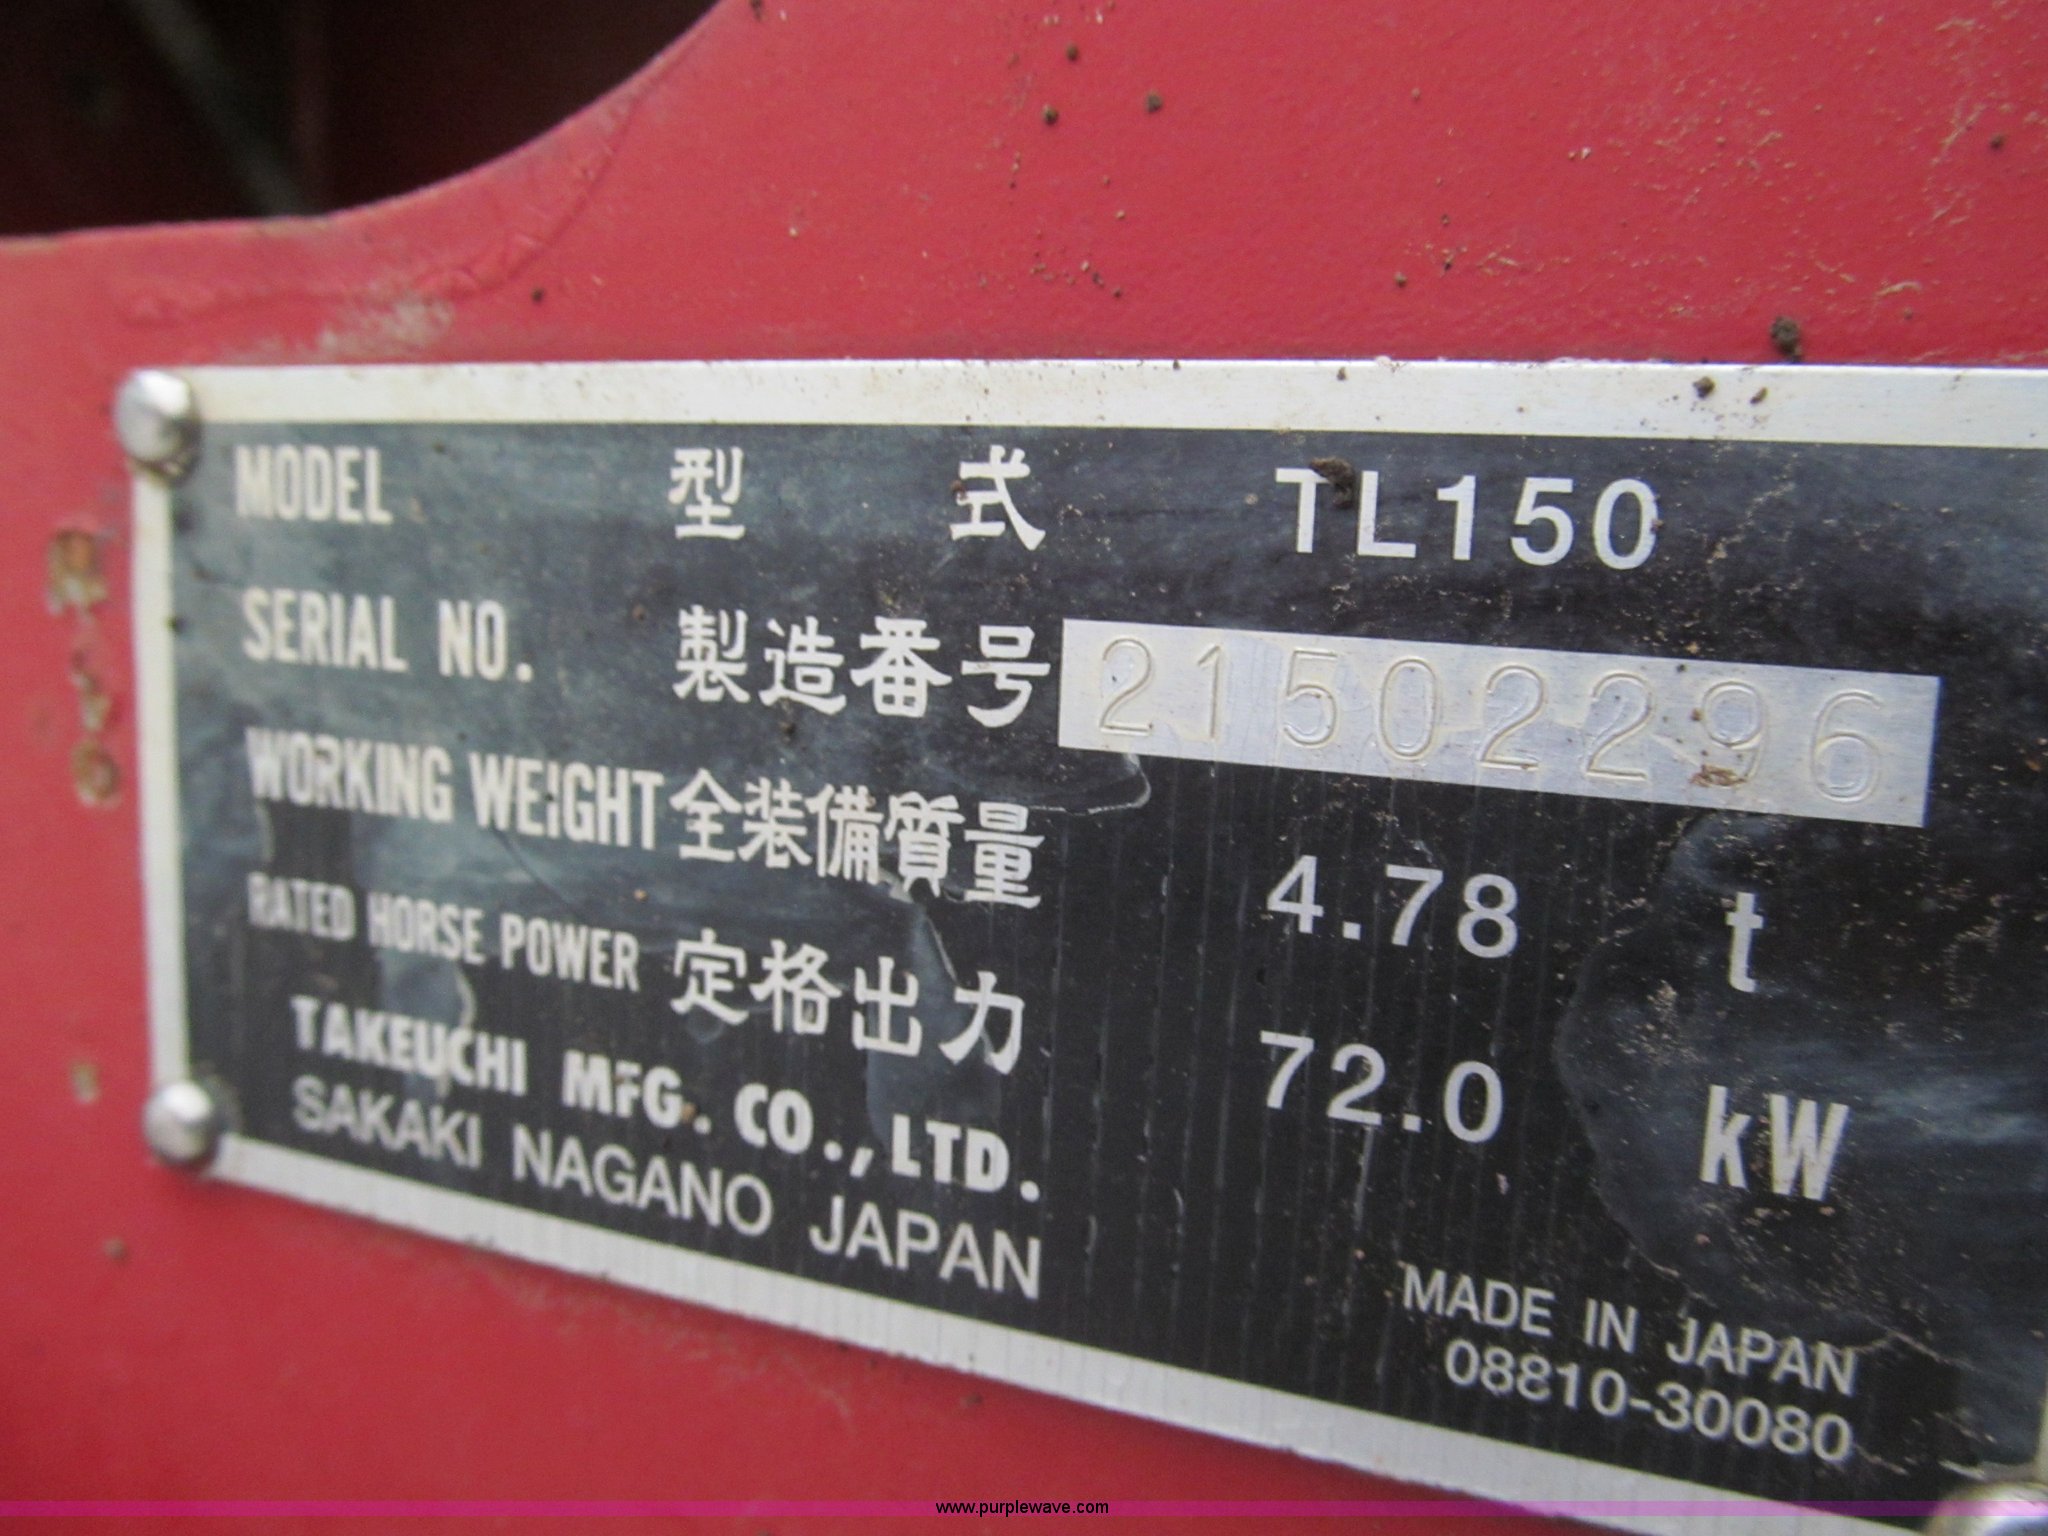 MODEL 型式 TL150
SERIAL NO. 製造番号 21502296
WORKING WEIGHT 全装備質量 4.78 t
RATED HORSE POWER 定格出力 72.0 kW
TAKEUCHI MFG. CO., LTD.
SAKAKI NAGANO JAPAN
MADE IN JAPAN
08810-30080
www.purplewave.com